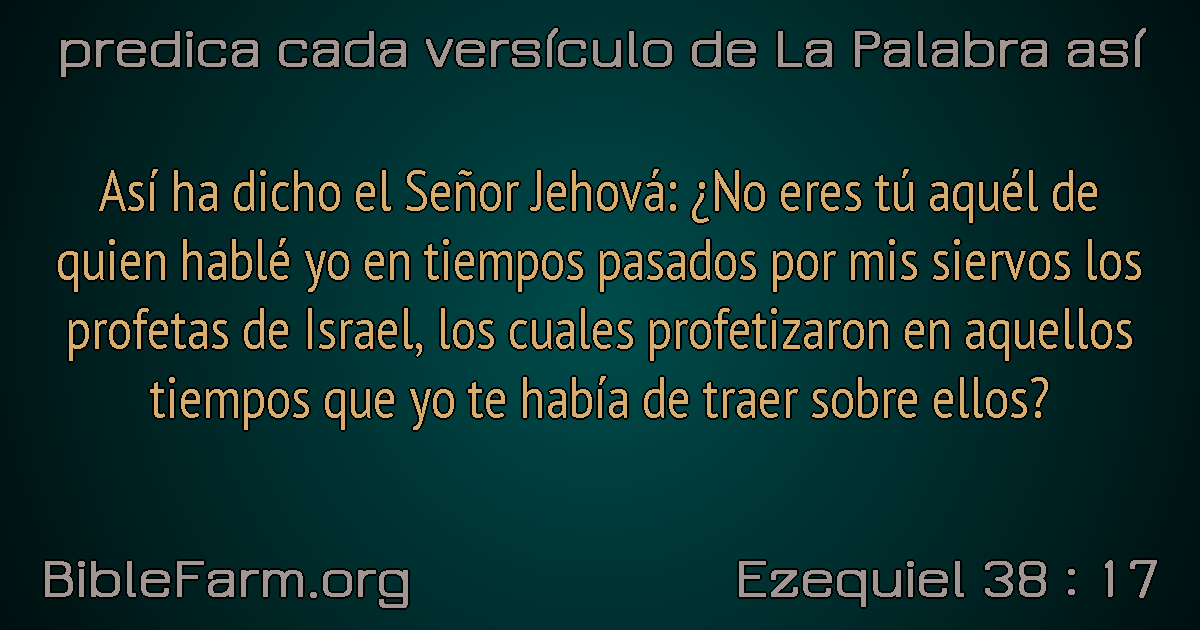 predica cada versículo de La Palabra así
Así ha dicho el Señor Jehová: ¿No eres tú aquél de
quien hablé yo en tiempos pasados por mis siervos los
profetas de Israel, los cuales profetizaron en aquellos
tiempos que yo te había de traer sobre ellos?
BibleFarm.org
Ezequiel 38 : 17